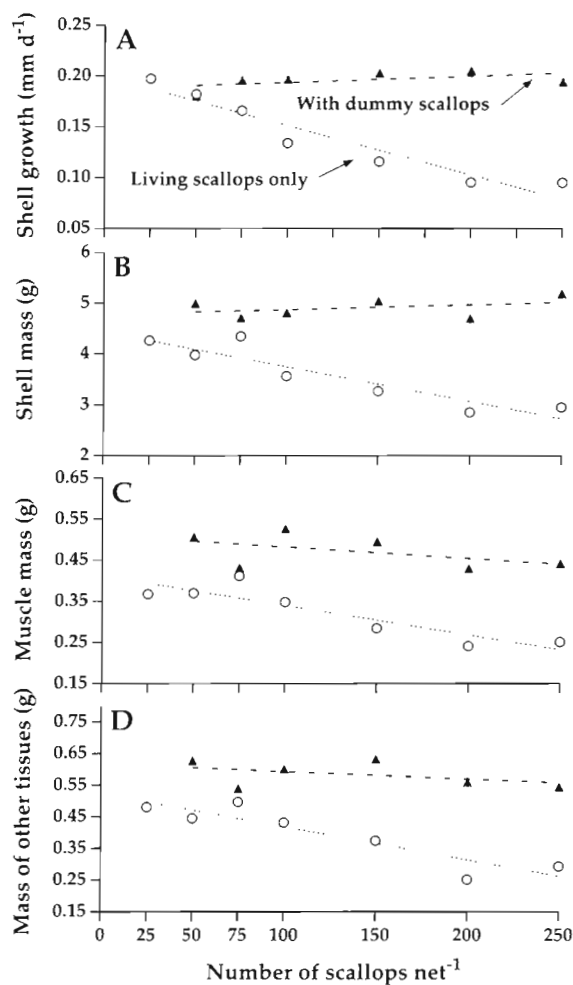 A
Shell growth (mm d⁻¹)
0.20
0.15
0.10
0.05
With dummy scallops
Living scallops only
B
Shell mass (g)
6
5
4
3
2
C
Muscle mass (g)
0.65
0.55
0.45
0.35
0.25
0.15
D
Mass of other tissues (g)
0.75
0.65
0.55
0.45
0.35
0.25
0.15
0 25 50 75 100 150 200 250
Number of scallops net⁻¹